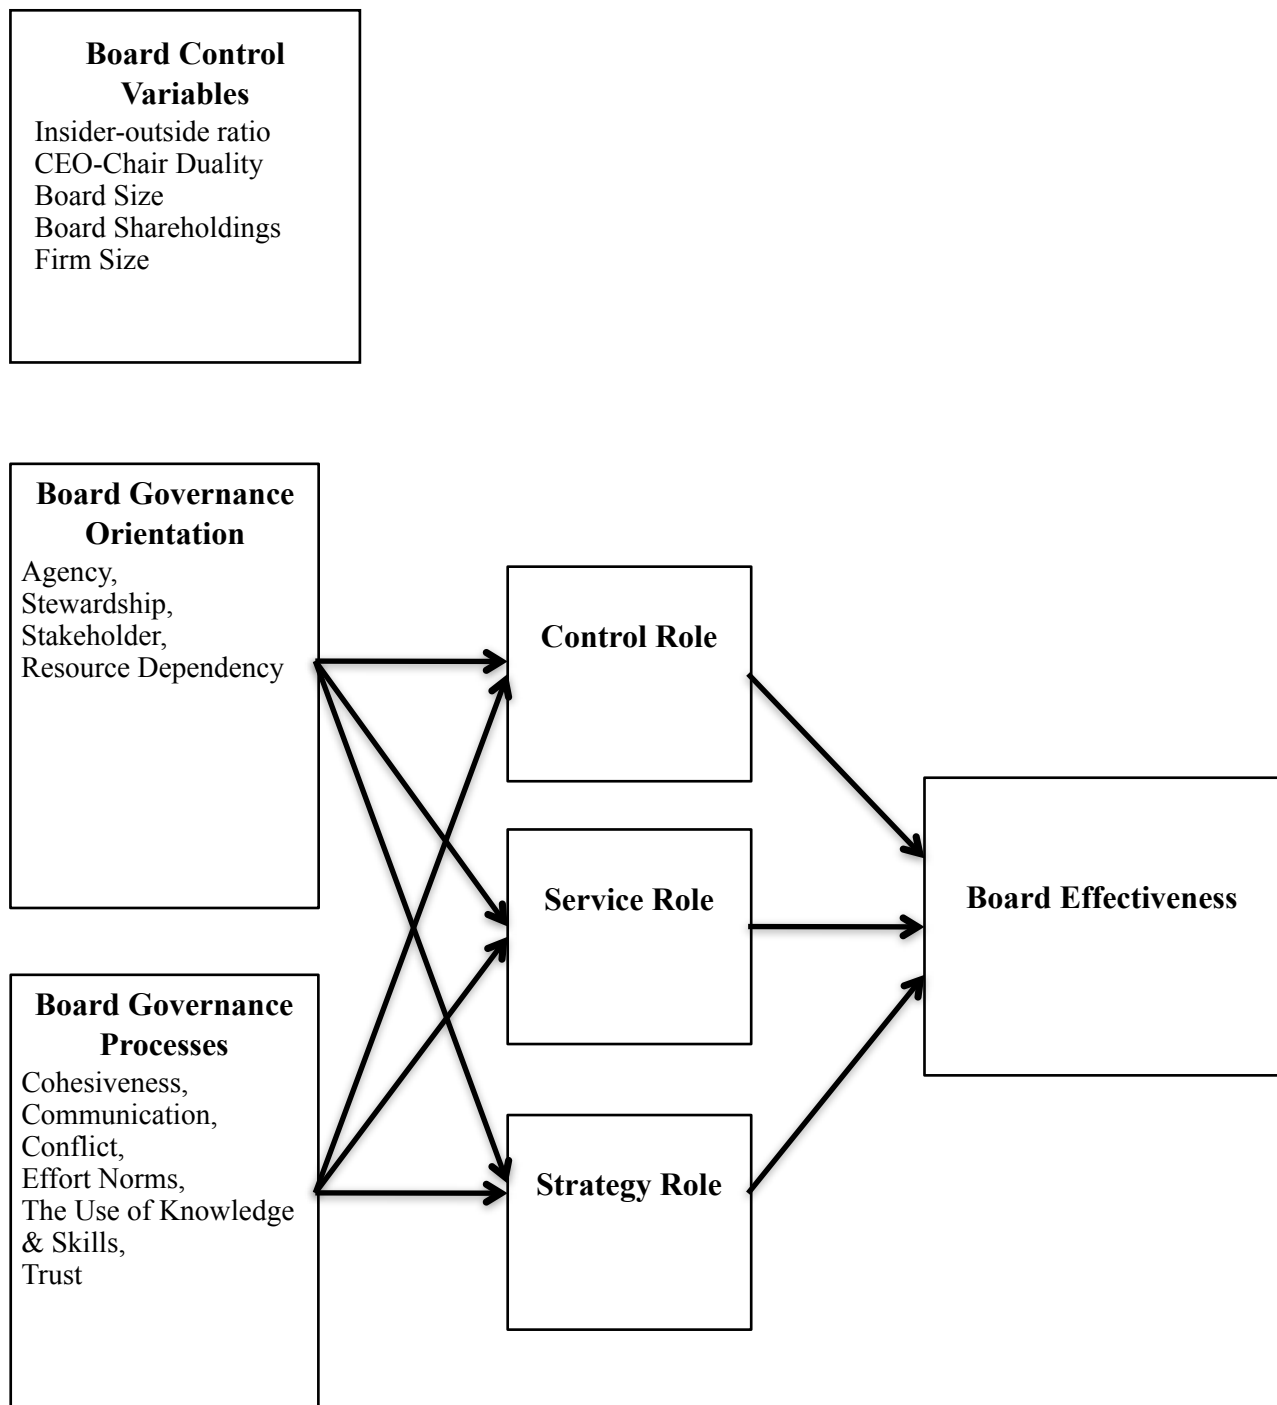 Board Control
Variables
Insider-outside ratio
CEO-Chair Duality
Board Size
Board Shareholdings
Firm Size
Board Governance
Orientation
Agency,
Stewardship,
Stakeholder,
Resource Dependency
Control Role
Service Role
Board Effectiveness
Board Governance
Processes
Cohesiveness,
Communication,
Conflict,
Effort Norms,
The Use of Knowledge
& Skills,
Trust
Strategy Role